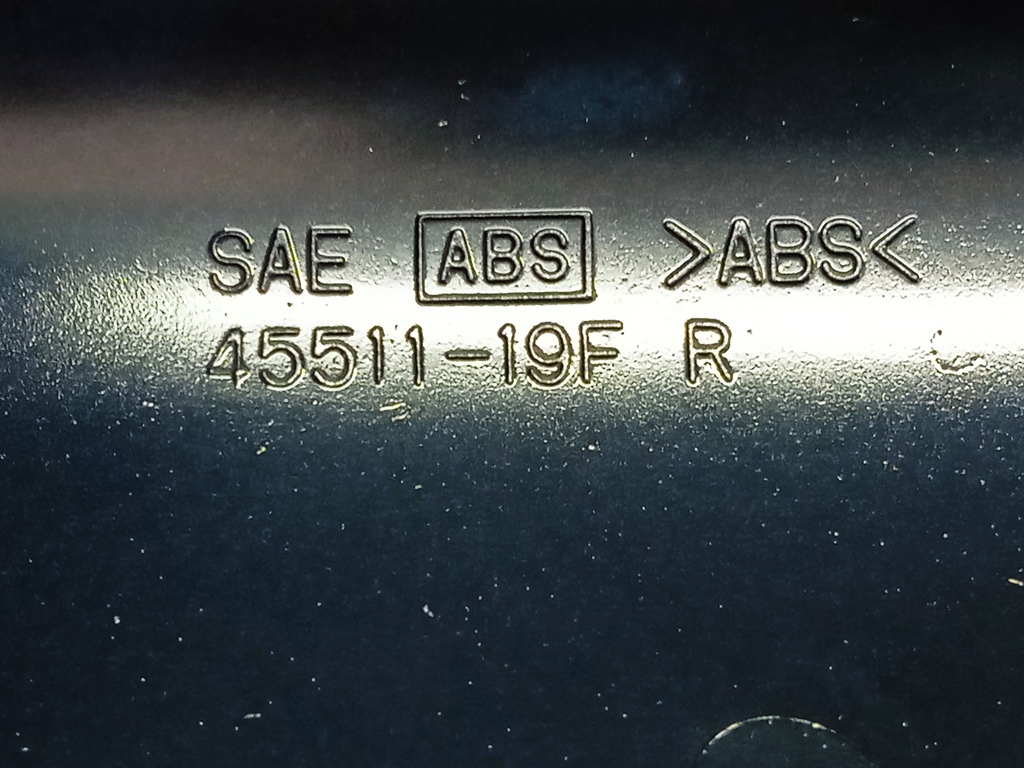 SAE ABS >ABS<
45511-19F R